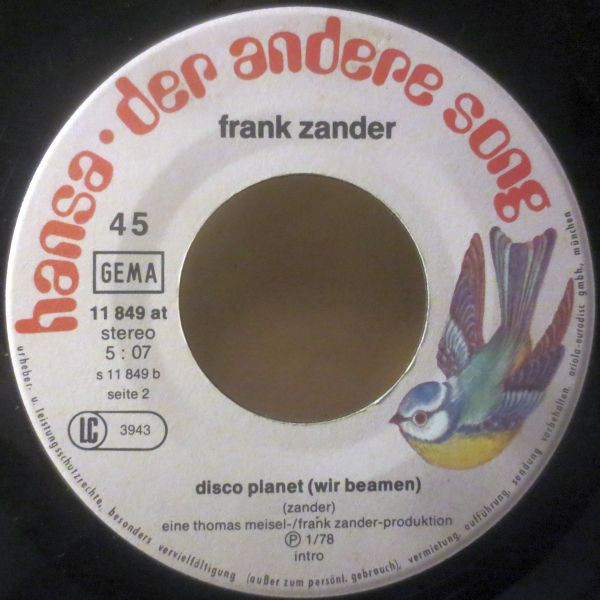 hansa · der andere song
frank zander
45
GEMA
11 849 at
stereo
5 : 07
s 11 849 b
seite 2
LC 3943
disco planet (wir beamen)
(zander)
eine thomas meisel-/frank zander-produktion
℗ 1/78
intro
urheber- u. leistungsschutzrechte, besonders vervielfältigung (außer zum persönl. gebrauch), vermietung, aufführung, sendung vorbehalten. ariola-eurodisc gmbh, münchen